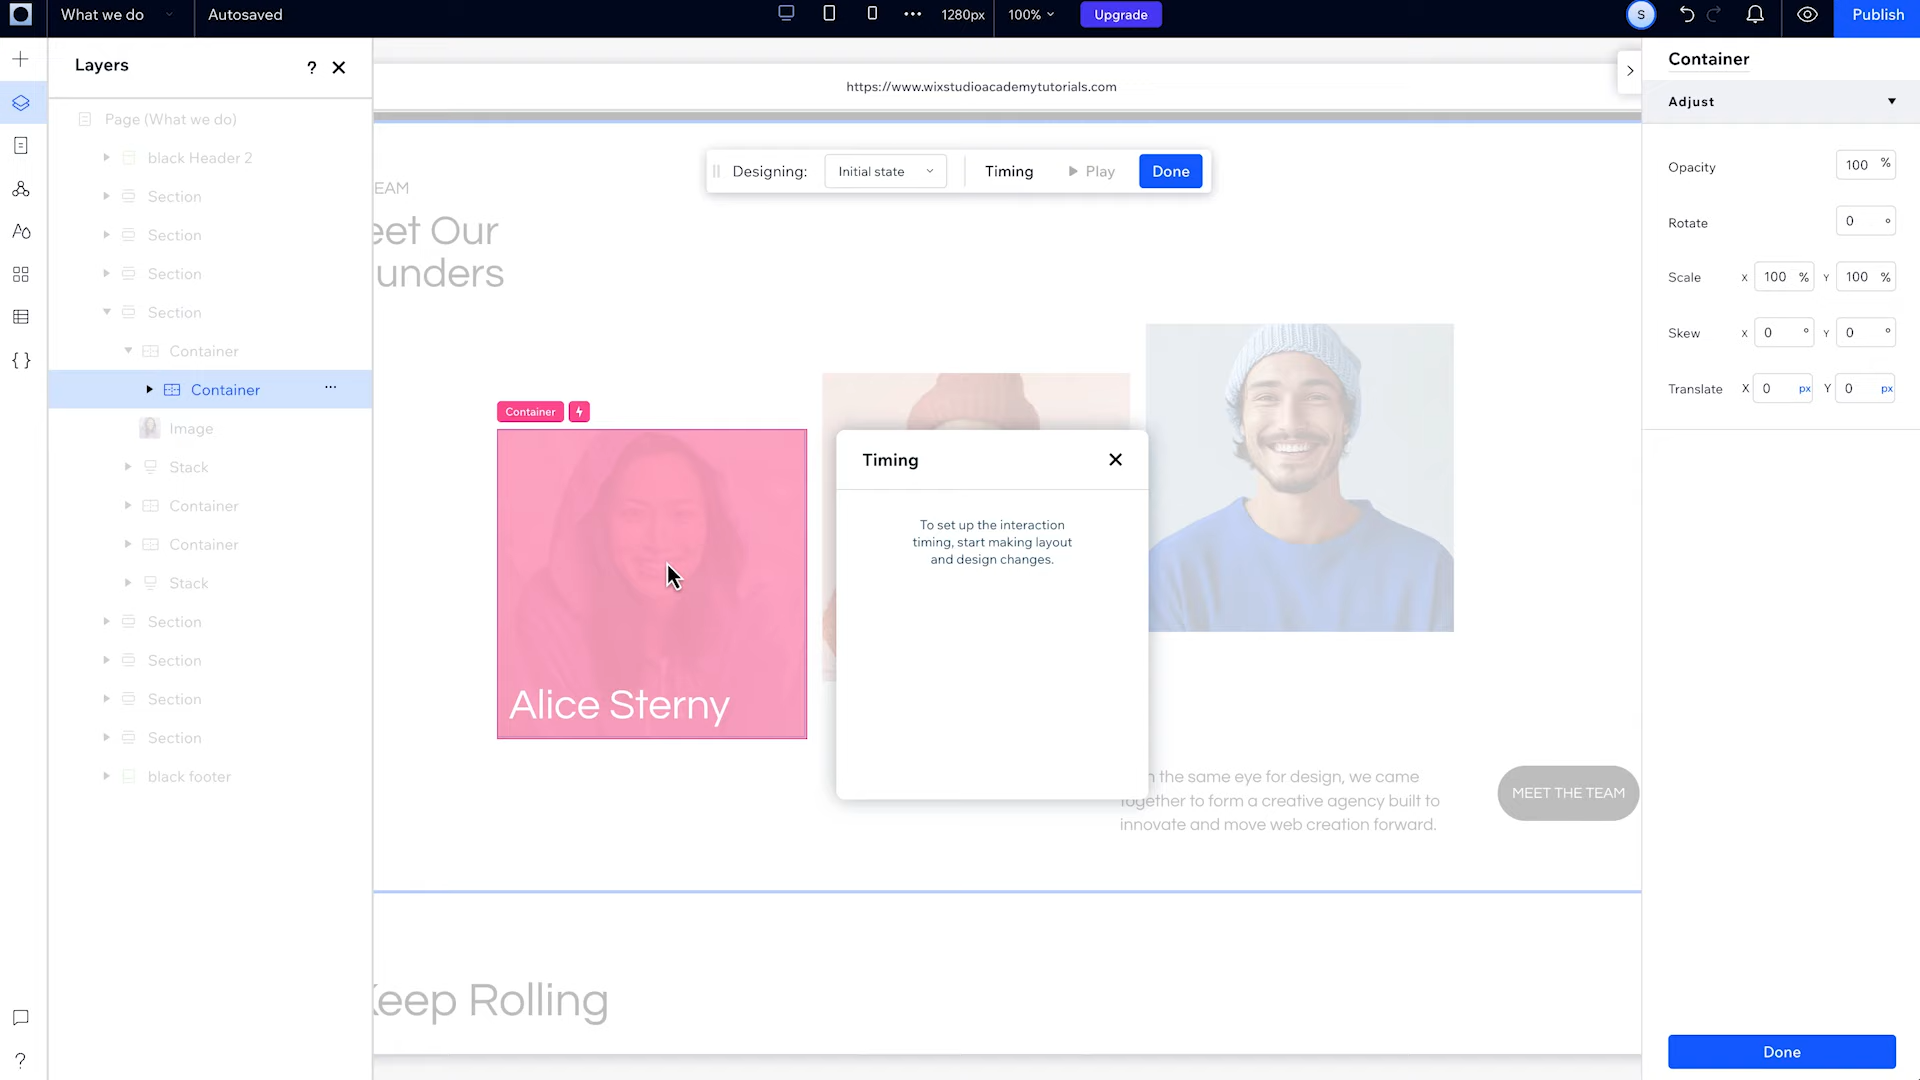 What we do
Autosaved
1280px
100%
Upgrade
S
Publish
Layers
?
Page (What we do)
black Header 2
Section
Section
Section
Section
Container
Container
Image
Stack
Container
Container
Stack
Section
Section
Section
Section
black footer
?
https://www.wixstudioacademytutorials.com
Designing:
Initial state
Timing
Play
Done
EAM
eet Our
unders
Container
Alice Sterny
Timing
To set up the interaction
timing, start making layout
and design changes.
the same eye for design, we came
together to form a creative agency built to
innovate and move web creation forward.
MEET THE TEAM
Keep Rolling
Container
Adjust
Opacity
100 %
Rotate
0 °
Scale
X 100 % Y 100 %
Skew
X 0 ° Y 0 °
Translate
X 0 px Y 0 px
Done